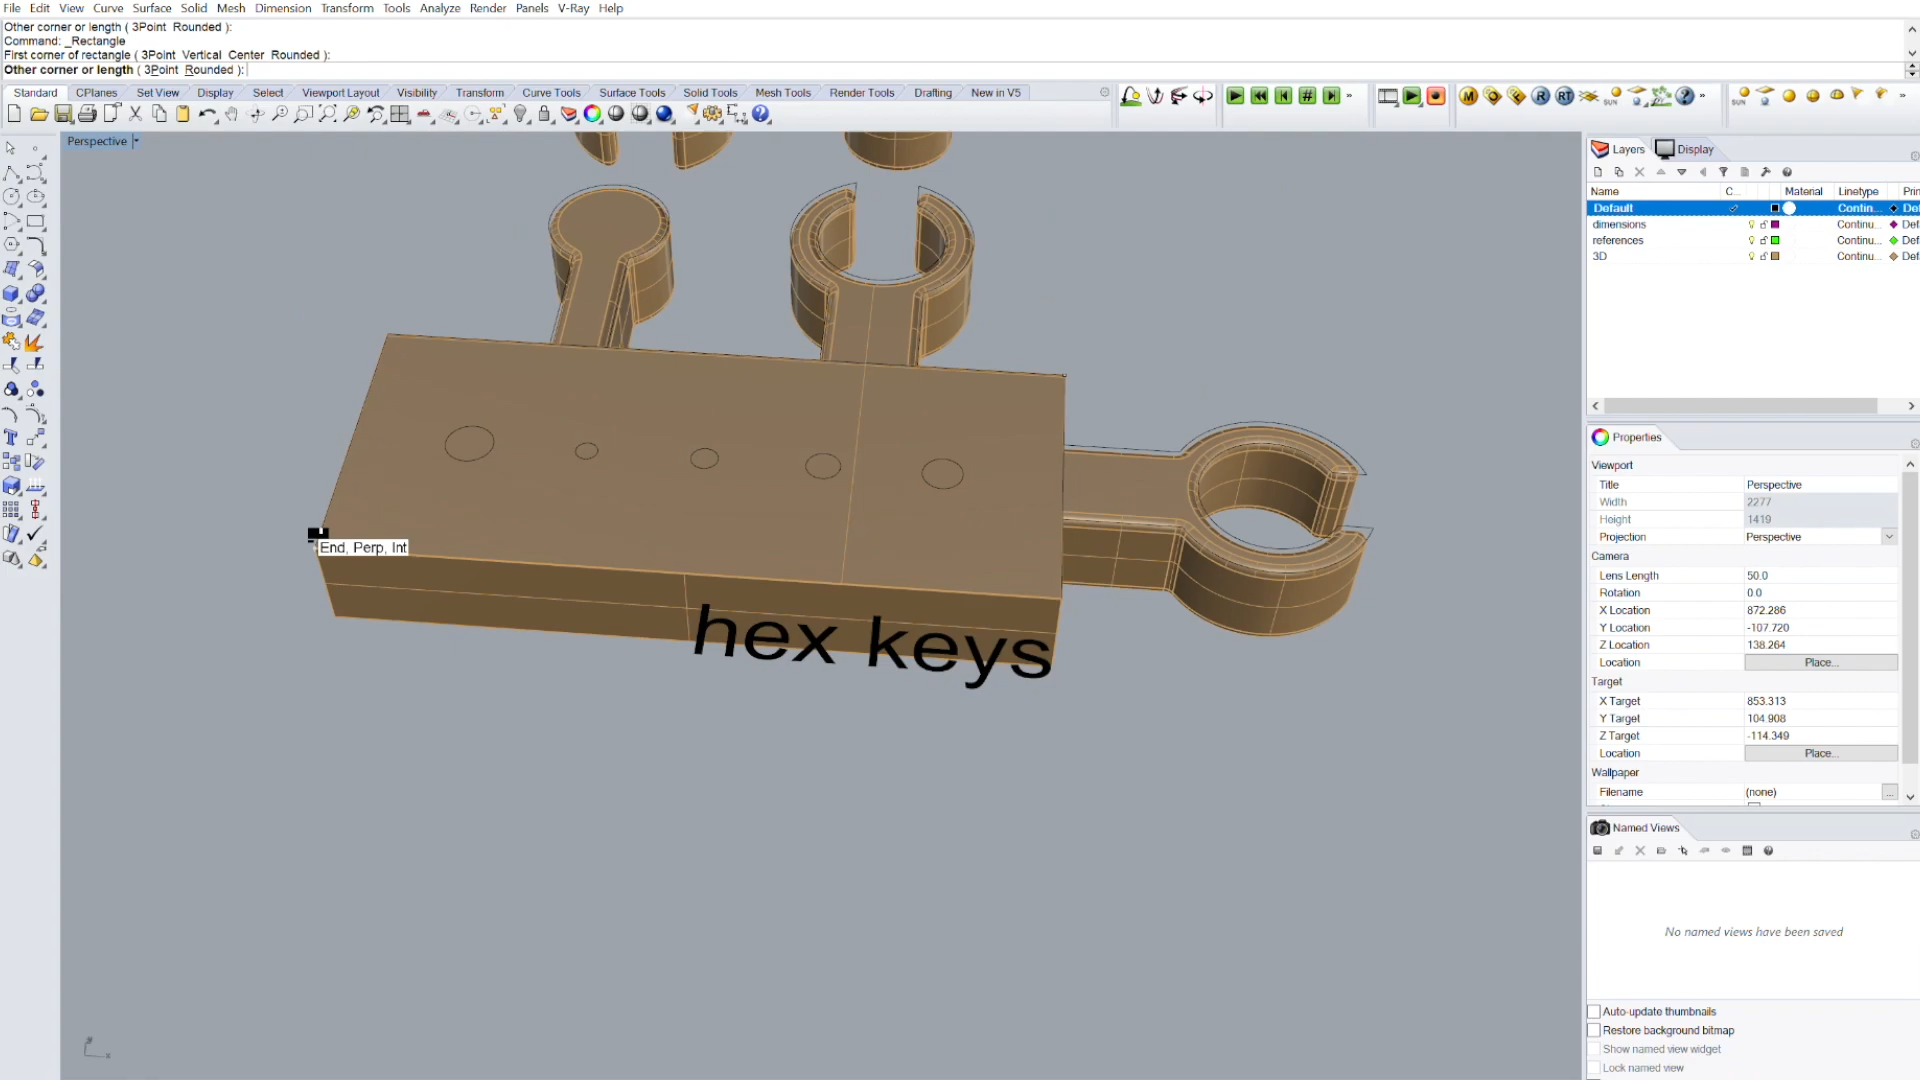 File Edit View Curve Surface Solid Mesh Dimension Transform Tools Analyze Render Panels V-Ray Help
Other corner or length ( 3Point Rounded ):
Command: _Rectangle
First corner of rectangle ( 3Point Vertical Center Rounded ):
Other corner or length ( 3Point Rounded ):
Standard CPlanes Set View Display Select Viewport Layout Visibility Transform Curve Tools Surface Tools Solid Tools Mesh Tools Render Tools Drafting New in V5
Perspective
End, Perp, Int
hex keys
Layers Display
Name C... Material Linetype Prin
Default Contin... De
dimensions Continu... Def
references Continu... Def
3D Continu... Def
Properties
Viewport
Title Perspective
Width 2277
Height 1419
Projection Perspective
Camera
Lens Length 50.0
Rotation 0.0
X Location 872.286
Y Location -107.720
Z Location 138.264
Location Place...
Target
X Target 853.313
Y Target 104.908
Z Target -114.349
Location Place...
Wallpaper
Filename (none) ...
Named Views
No named views have been saved
Auto-update thumbnails
Restore background bitmap
Show named view widget
Lock named view